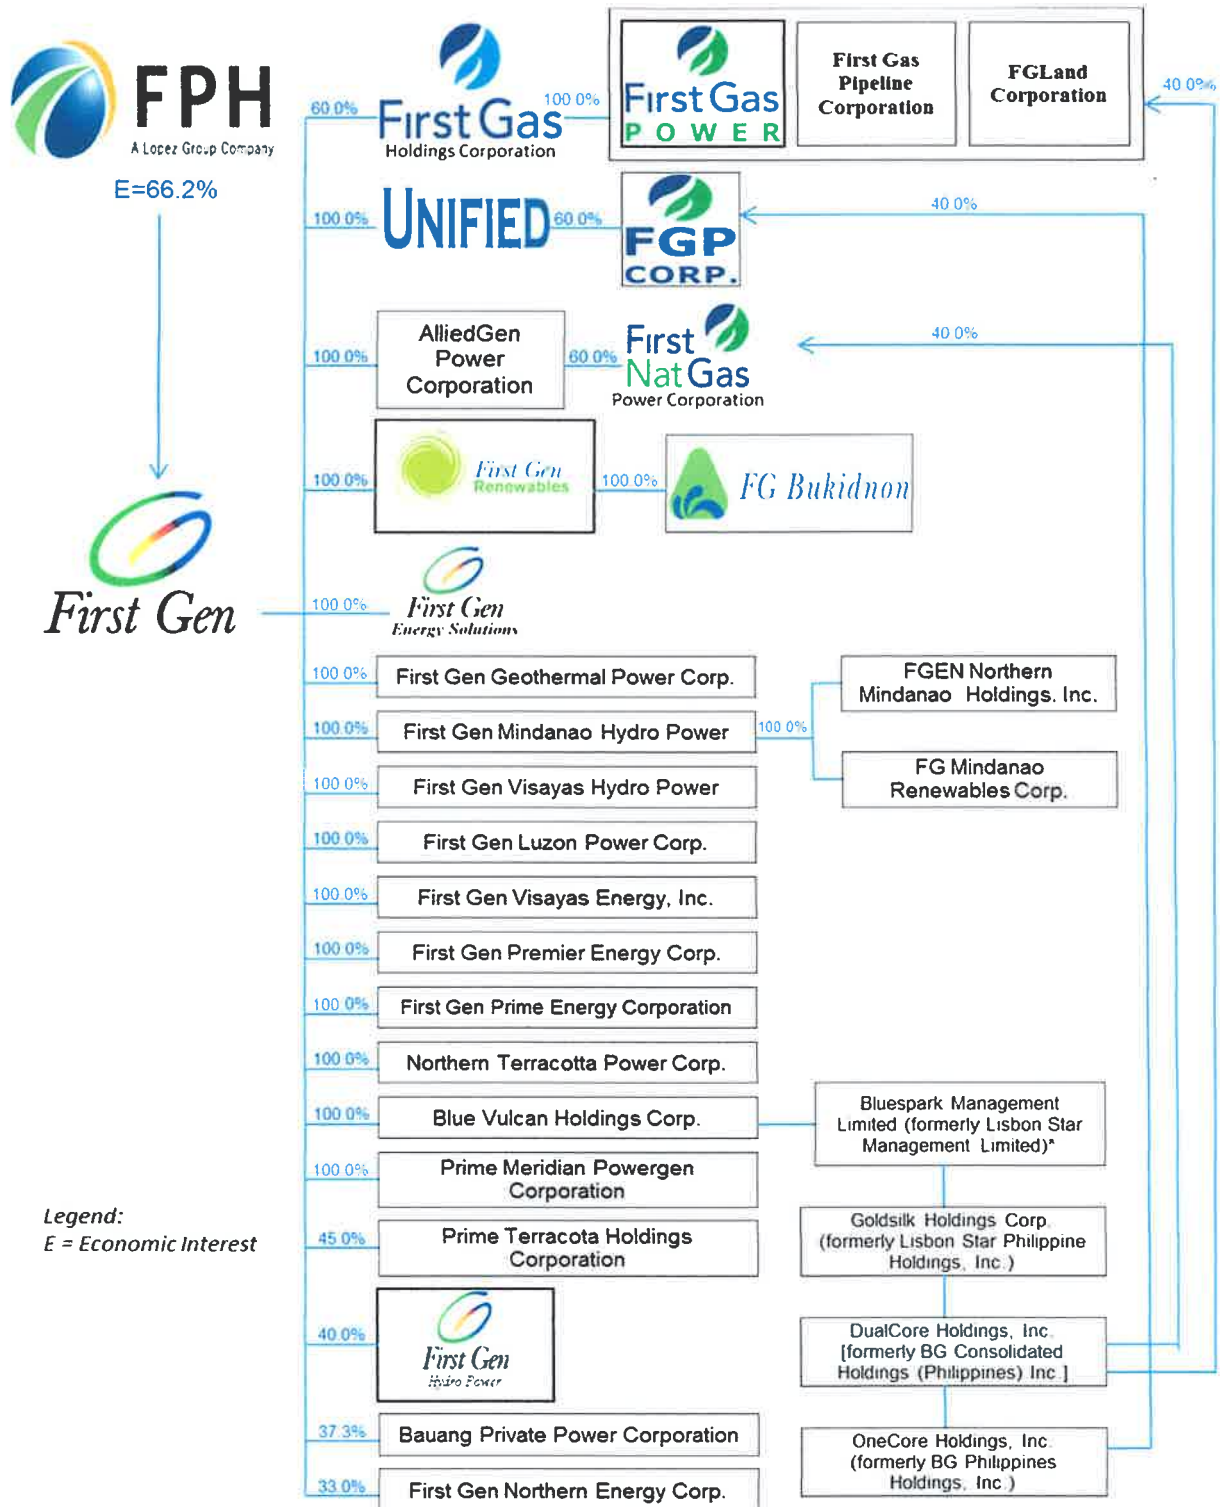 FPH
A Lopez Group Company
E=66.2%
First Gen
Legend:
E = Economic Interest
60.0%
First Gas
Holdings Corporation
100 0%
First Gas
POWER
First Gas
Pipeline
Corporation
FGLand
Corporation
40 0%
100 0%
UNIFIED
60 0%
FGP
CORP.
40 0%
100 0%
AlliedGen
Power
Corporation
60 0%
First
NatGas
Power Corporation
40 0%
100 0%
First Gen
Renewables
100 0%
FG Bukidnon
100 0%
First Gen
Energy Solutions
100 0%
First Gen Geothermal Power Corp.
100 0%
First Gen Mindanao Hydro Power
100 0%
FGEN Northern
Mindanao Holdings. Inc.
FG Mindanao
Renewables Corp.
100 0%
First Gen Visayas Hydro Power
100 0%
First Gen Luzon Power Corp.
100 0%
First Gen Visayas Energy, Inc.
100 0%
First Gen Premier Energy Corp.
100 0%
First Gen Prime Energy Corporation
100 0%
Northern Terracotta Power Corp.
100 0%
Blue Vulcan Holdings Corp.
Bluespark Management
Limited (formerly Lisbon Star
Management Limited)*
100 0%
Prime Meridian Powergen
Corporation
45 0%
Prime Terracota Holdings
Corporation
Goldsilk Holdings Corp.
(formerly Lisbon Star Philippine
Holdings, Inc.)
40.0%
First Gen
Hydro Power
DualCore Holdings, Inc.
[formerly BG Consolidated
Holdings (Philippines) Inc.]
37.3%
Bauang Private Power Corporation
OneCore Holdings, Inc.
(formerly BG Philippines
Holdings, Inc.)
33.0%
First Gen Northern Energy Corp.